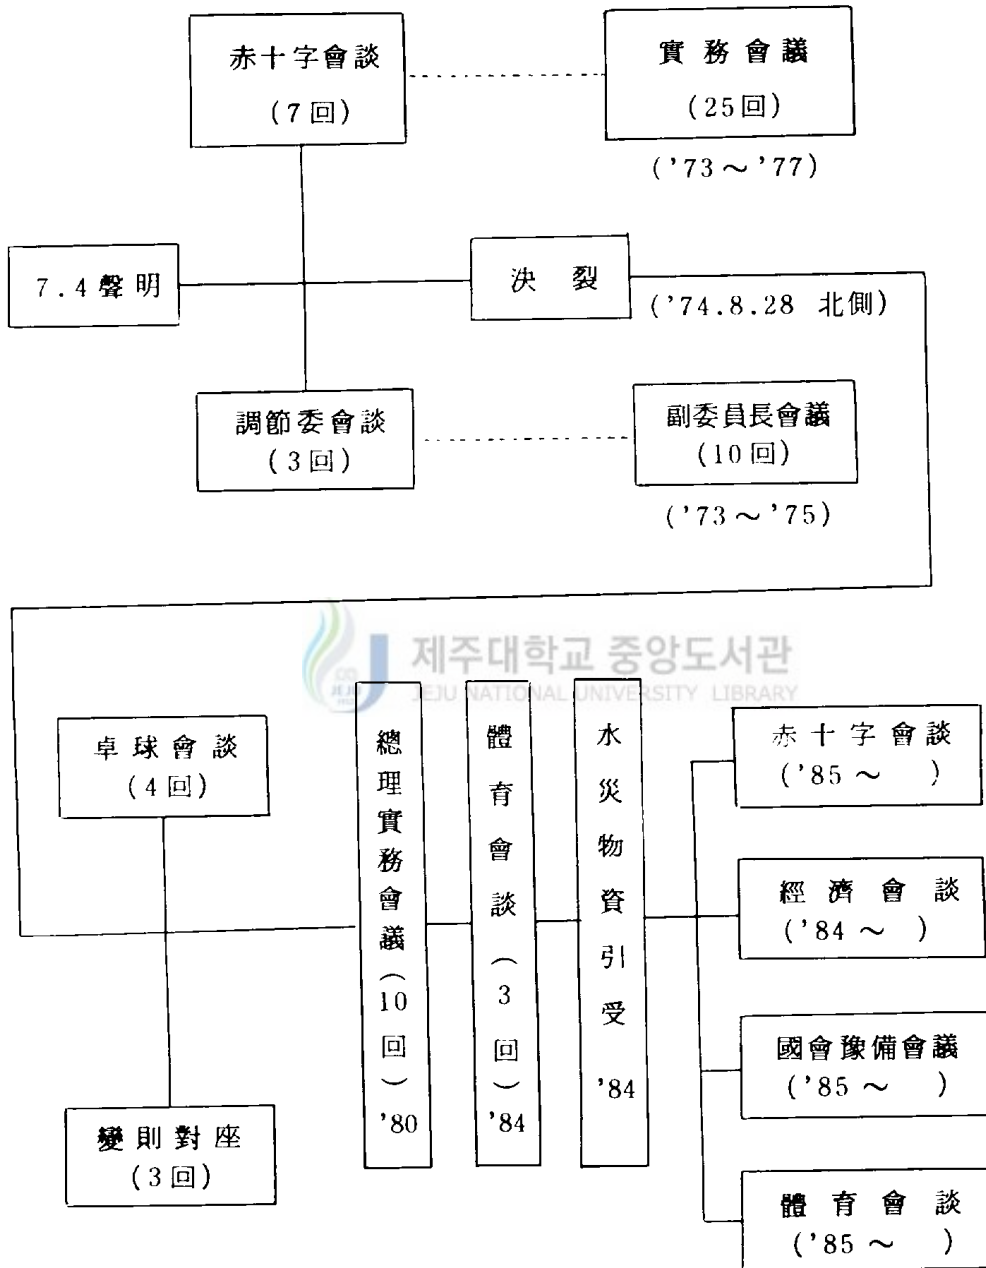 赤十字會談
(7回)
實務會議
(25回)
('73～'77)
7.4聲明
決裂
('74.8.28 北側)
調節委會談
(3回)
副委員長會議
(10回)
('73～'75)
제주대학교 중앙도서관
JEJU NATIONAL UNIVERSITY LIBRARY
卓球會談
(4回)
變則對座
(3回)
總理實務會議(10回)'80
體育會談(3回)'84
水災物資引受 '84
赤十字會談
('85～ )
經濟會談
('84～ )
國會豫備會議
('85～ )
體育會談
('85～ )